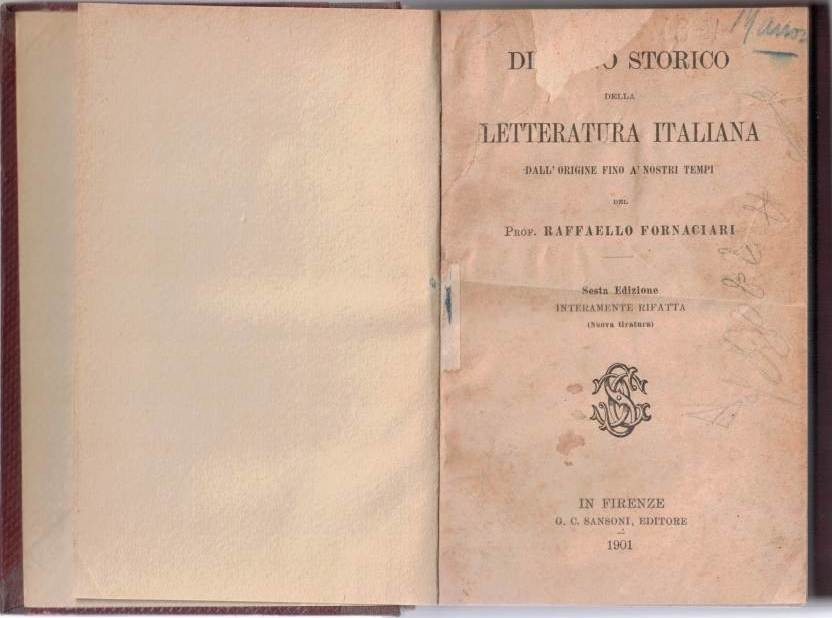 STORICO
DELLA
LETTERATURA ITALIANA
DALL' ORIGINE FINO A' NOSTRI TEMPI
DEL
PROF. RAFFAELLO FORNACIARI
Sesta Edizione
INTERAMENTE RIFATTA
(Nuova tiratura)
IN FIRENZE
G. C. SANSONI, EDITORE
1901